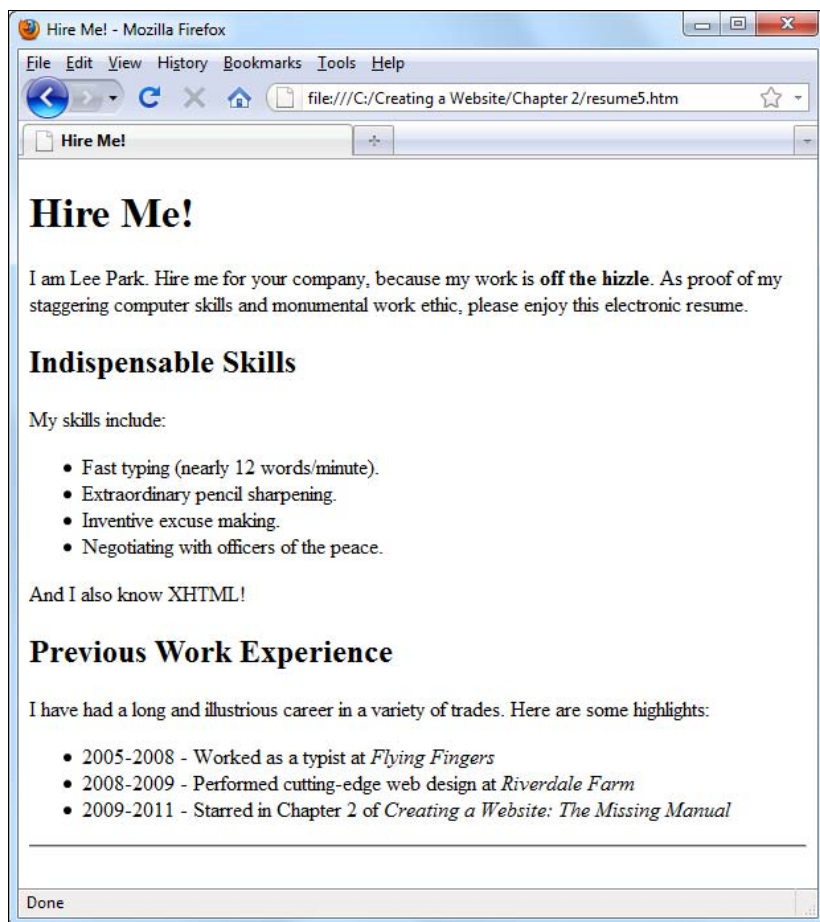 Hire Me! - Mozilla Firefox
File Edit View History Bookmarks Tools Help
file:///C:/Creating a Website/Chapter 2/resume5.htm
Hire Me!
Hire Me!
I am Lee Park. Hire me for your company, because my work is off the hizzle. As proof of my
staggering computer skills and monumental work ethic, please enjoy this electronic resume.
Indispensable Skills
My skills include:
• Fast typing (nearly 12 words/minute).
• Extraordinary pencil sharpening.
• Inventive excuse making.
• Negotiating with officers of the peace.
And I also know XHTML!
Previous Work Experience
I have had a long and illustrious career in a variety of trades. Here are some highlights:
• 2005-2008 - Worked as a typist at Flying Fingers
• 2008-2009 - Performed cutting-edge web design at Riverdale Farm
• 2009-2011 - Starred in Chapter 2 of Creating a Website: The Missing Manual
Done